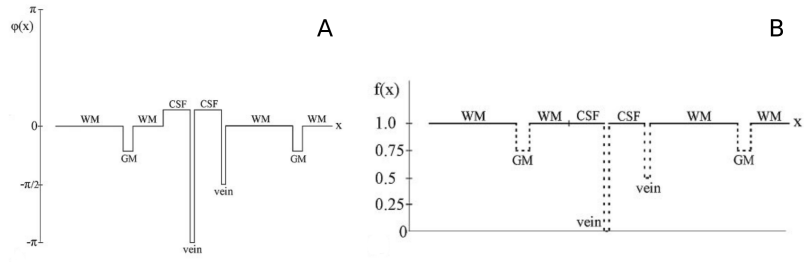 A
π
φ(x)
CSF CSF
WM WM WM WM
0 x
GM GM
-π/2
vein
-π
vein
B
f(x)
WM WM CSF CSF WM WM
1.0 x
0.75
GM GM
0.5
vein
0.25
vein
0